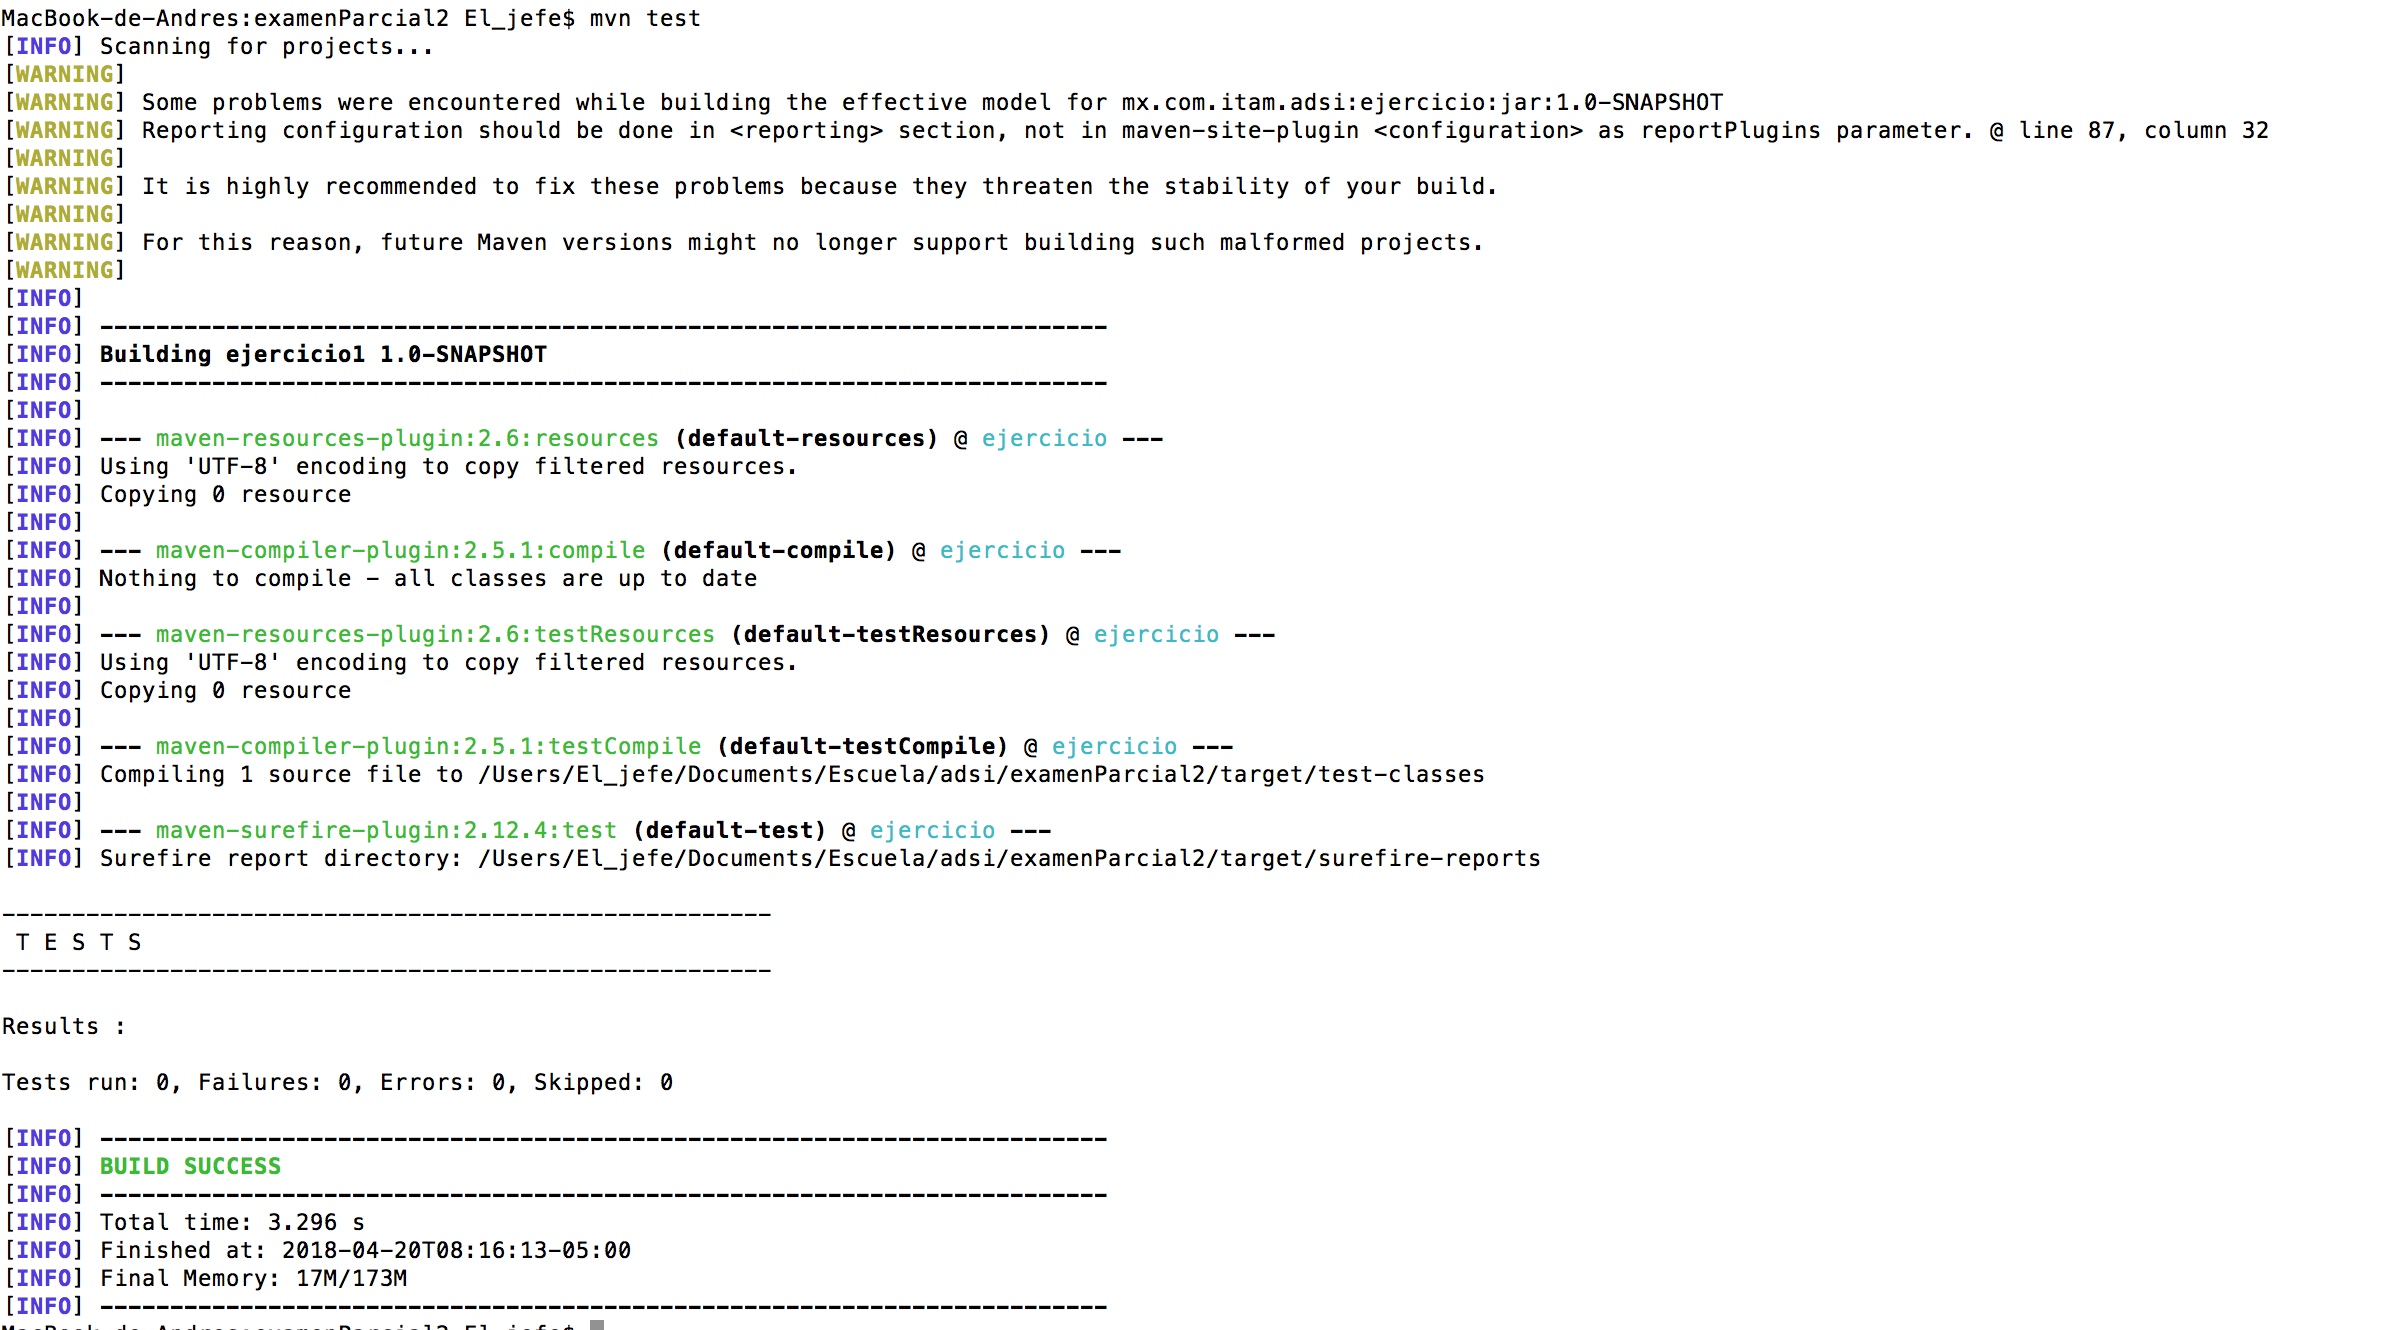 MacBook-de-Andres:examenParcial2 El_jefe$ mvn test
[INFO] Scanning for projects...
[WARNING]
[WARNING] Some problems were encountered while building the effective model for mx.com.itam.adsi:ejercicio:jar:1.0-SNAPSHOT
[WARNING] Reporting configuration should be done in <reporting> section, not in maven-site-plugin <configuration> as reportPlugins parameter. @ line 87, column 32
[WARNING]
[WARNING] It is highly recommended to fix these problems because they threaten the stability of your build.
[WARNING]
[WARNING] For this reason, future Maven versions might no longer support building such malformed projects.
[WARNING]
[INFO]
[INFO] ------------------------------------------------------------------------
[INFO] Building ejercicio1 1.0-SNAPSHOT
[INFO] ------------------------------------------------------------------------
[INFO]
[INFO] --- maven-resources-plugin:2.6:resources (default-resources) @ ejercicio ---
[INFO] Using 'UTF-8' encoding to copy filtered resources.
[INFO] Copying 0 resource
[INFO]
[INFO] --- maven-compiler-plugin:2.5.1:compile (default-compile) @ ejercicio ---
[INFO] Nothing to compile - all classes are up to date
[INFO]
[INFO] --- maven-resources-plugin:2.6:testResources (default-testResources) @ ejercicio ---
[INFO] Using 'UTF-8' encoding to copy filtered resources.
[INFO] Copying 0 resource
[INFO]
[INFO] --- maven-compiler-plugin:2.5.1:testCompile (default-testCompile) @ ejercicio ---
[INFO] Compiling 1 source file to /Users/El_jefe/Documents/Escuela/adsi/examenParcial2/target/test-classes
[INFO]
[INFO] --- maven-surefire-plugin:2.12.4:test (default-test) @ ejercicio ---
[INFO] Surefire report directory: /Users/El_jefe/Documents/Escuela/adsi/examenParcial2/target/surefire-reports
-------------------------------------------------------
T E S T S
-------------------------------------------------------
Results :
Tests run: 0, Failures: 0, Errors: 0, Skipped: 0
[INFO] ------------------------------------------------------------------------
[INFO] BUILD SUCCESS
[INFO] ------------------------------------------------------------------------
[INFO] Total time: 3.296 s
[INFO] Finished at: 2018-04-20T08:16:13-05:00
[INFO] Final Memory: 17M/173M
[INFO] ------------------------------------------------------------------------
MacBook-de-Andres:examenParcial2 El_jefe$